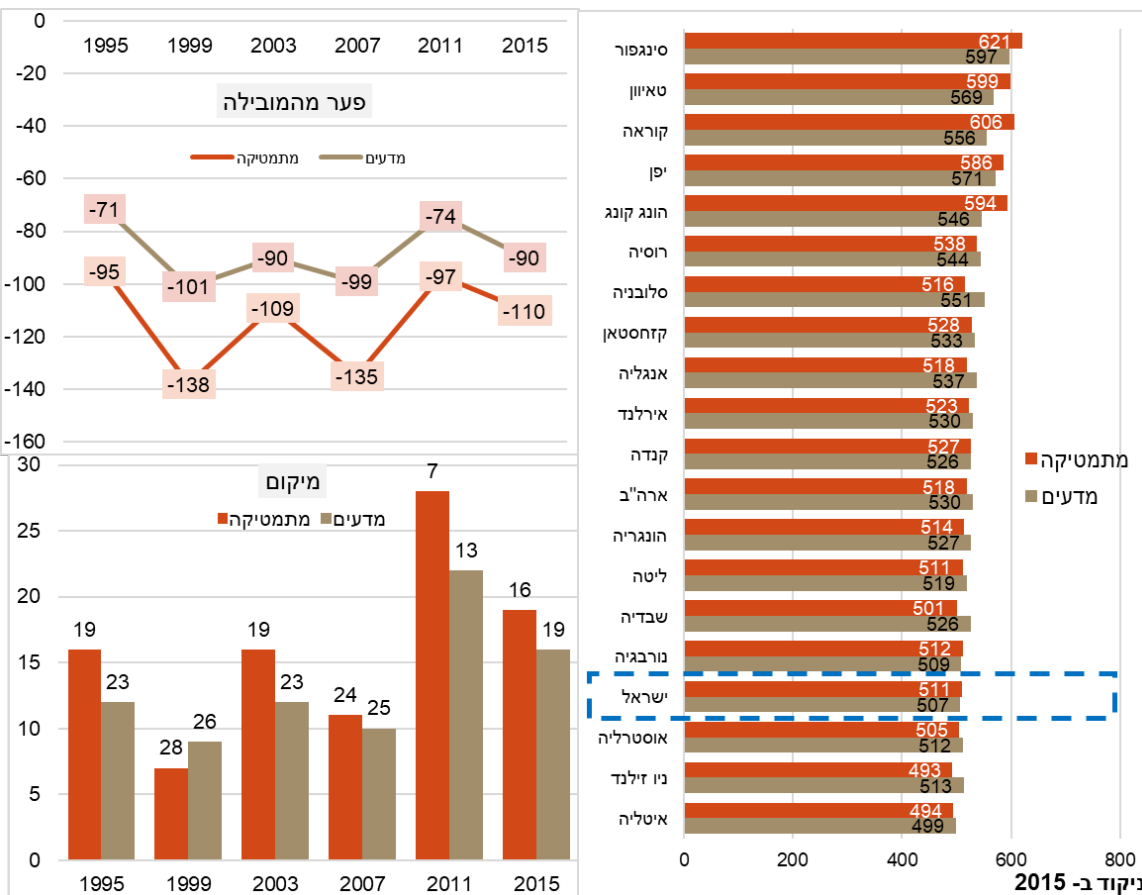 0
1995 1999 2003 2007 2011 2015
-20
פער מהמובילה
-40
מתמטיקה מדעים
-60
-80
-100
-120
-140
-160
-71 -101 -90 -99 -74 -90
-95 -138 -109 -135 -97 -110
מיקום
מתמטיקה מדעים
30
25
20
15
10
5
0
19 23 28 26 19 23 24 25 7 13 16 19
1995 1999 2003 2007 2011 2015
סינגפור 621 597
טאיוון 599 569
קוראה 606 556
יפן 586 571
הונג קונג 594 546
רוסיה 538 544
סלובניה 516 551
קזחסטאן 528 533
אנגליה 518 537
אירלנד 523 530
קנדה 527 526
ארה"ב 518 530
הונגריה 514 527
ליטה 511 519
שבדיה 501 526
נורבגיה 512 509
ישראל 511 507
אוסטרליה 505 512
ניו זילנד 493 513
איטליה 494 499
מתמטיקה
מדעים
0 200 400 600 800
ניקוד ב- 2015